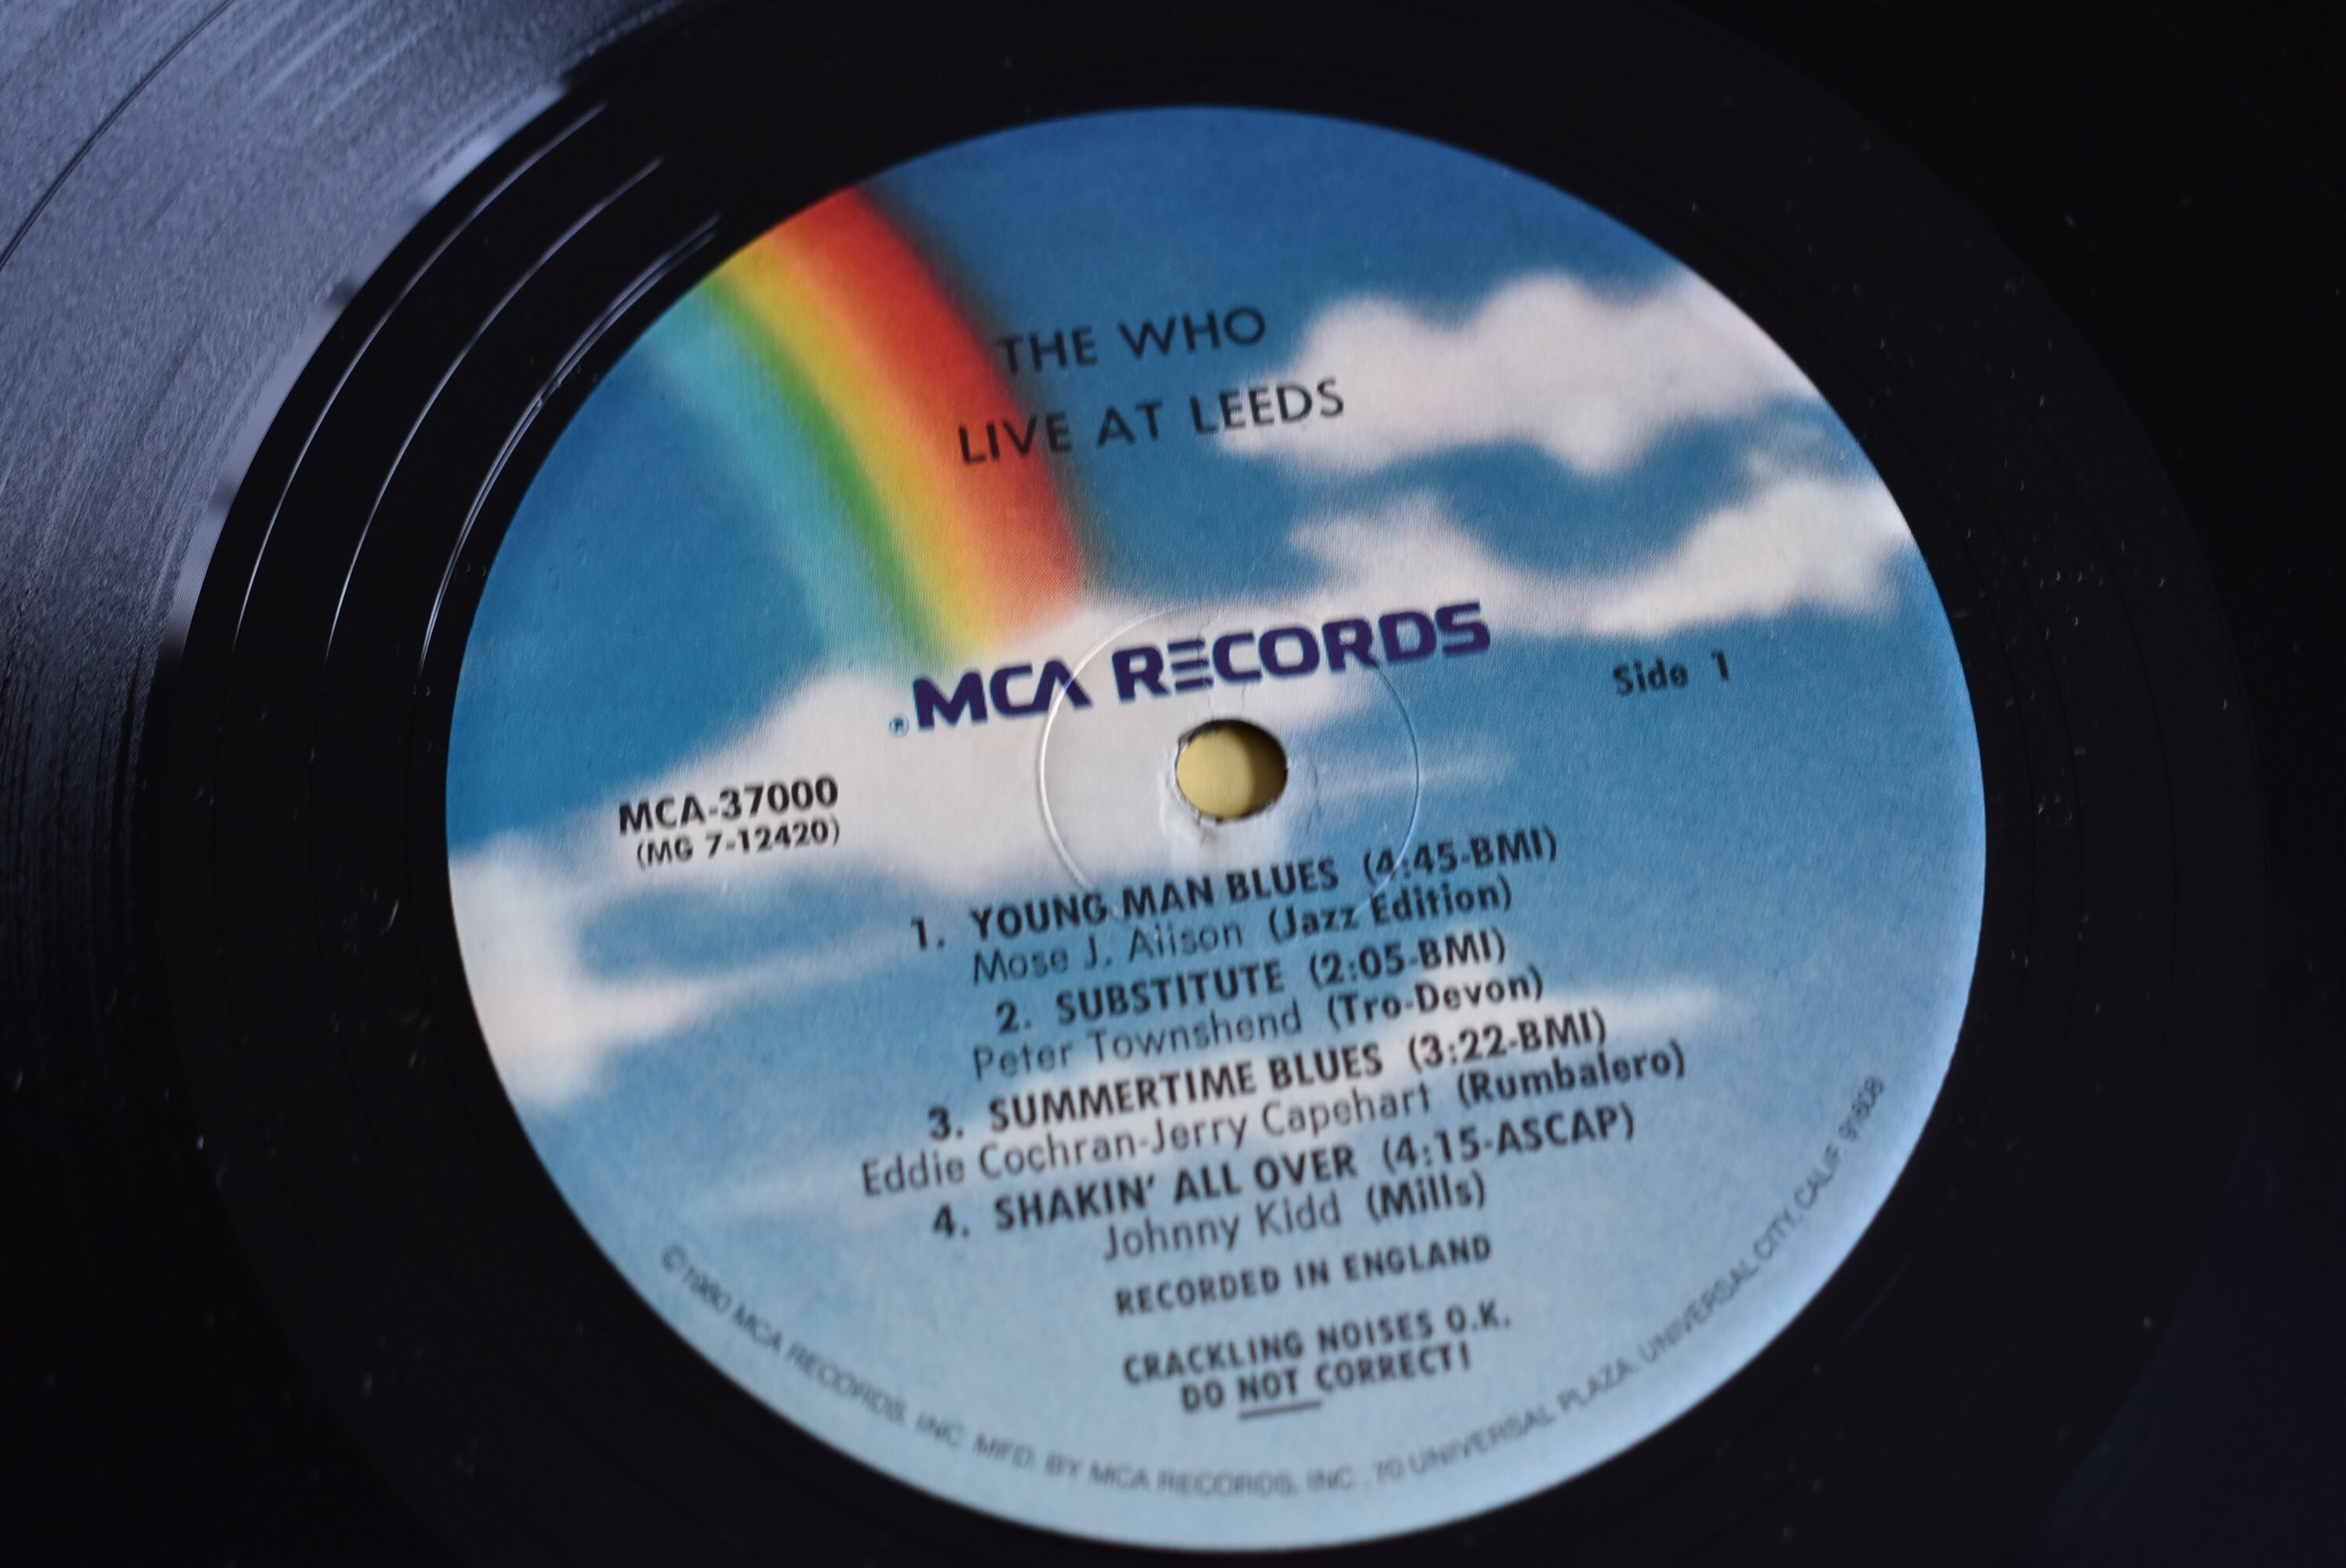 THE WHO
LIVE AT LEEDS
® MCA RECORDS
Side 1
MCA-37000
(MG 7-12420)
1. YOUNG MAN BLUES (4:45-BMI)
Mose J. Allison (Jazz Edition)
2. SUBSTITUTE (2:05-BMI)
Peter Townshend (Tro-Devon)
3. SUMMERTIME BLUES (3:22-BMI)
Eddie Cochran-Jerry Capehart (Rumbalero)
4. SHAKIN' ALL OVER (4:15-ASCAP)
Johnny Kidd (Mills)
RECORDED IN ENGLAND
CRACKLING NOISES O.K.
DO NOT CORRECT!
©1980 MCA RECORDS, INC. MFD. BY MCA RECORDS, INC., 70 UNIVERSAL PLAZA, UNIVERSAL CITY, CALIF. 91608